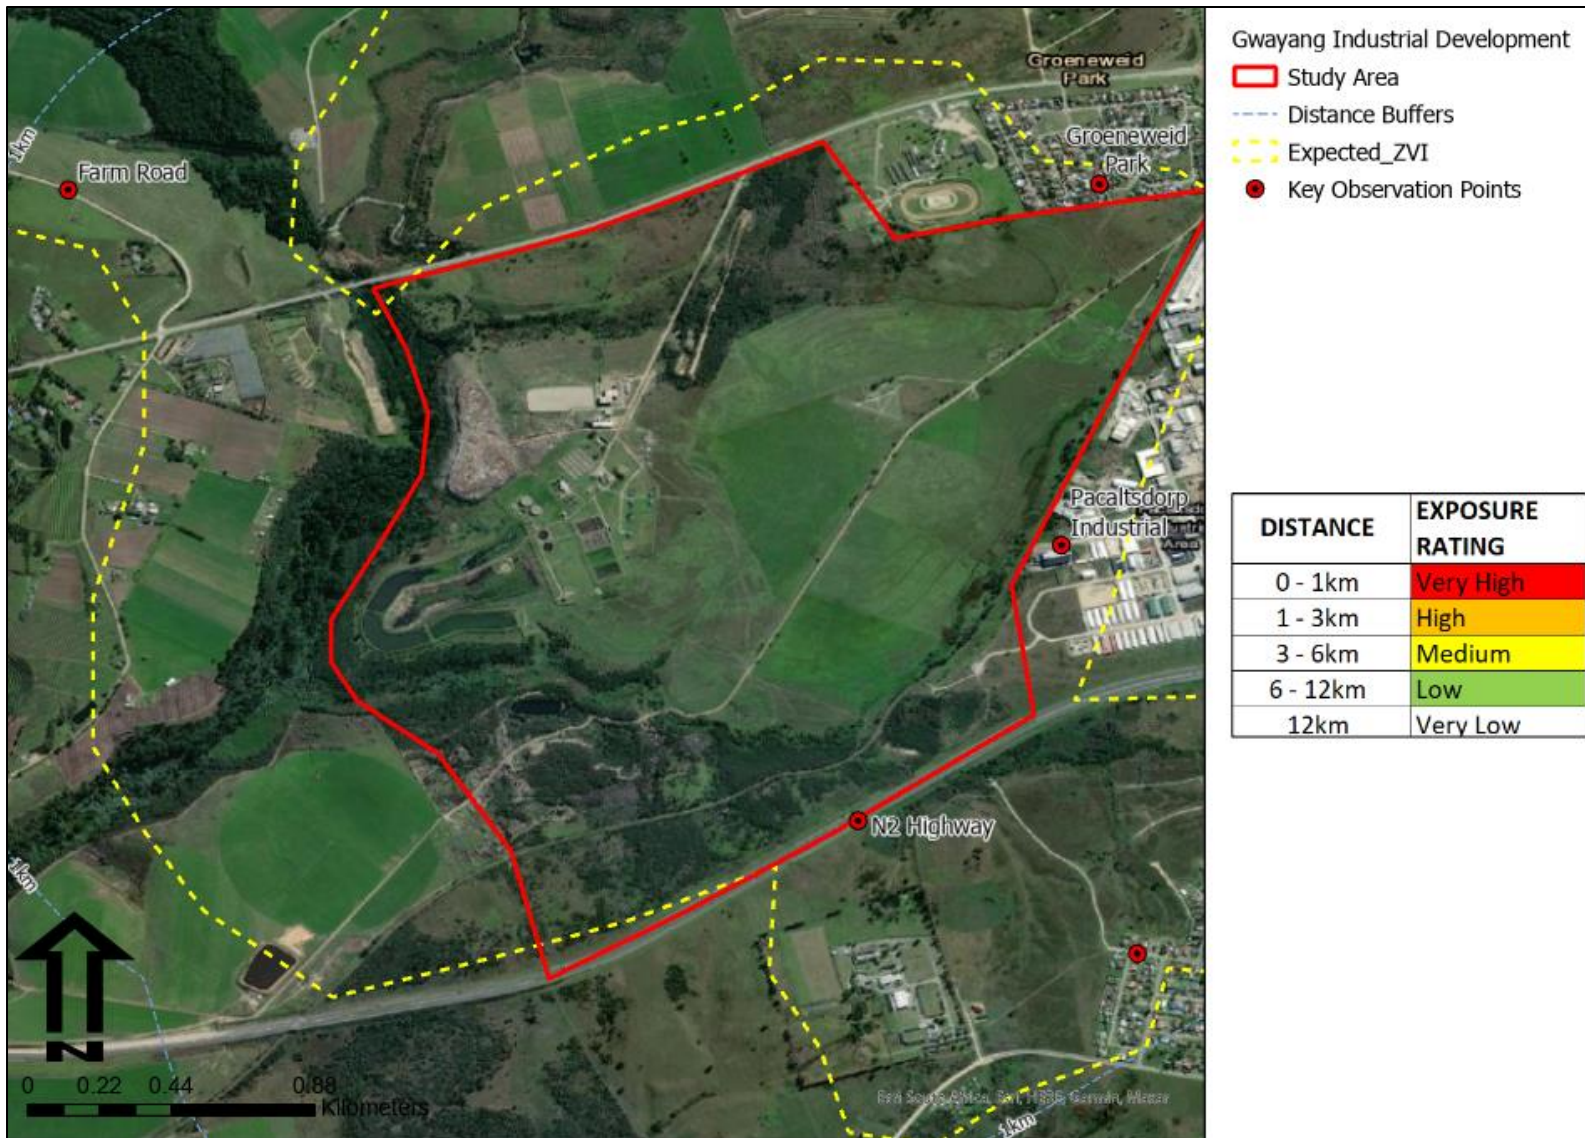 Gwayang Industrial Development
Study Area
Distance Buffers
Expected_ZVI
Key Observation Points
Groeneweid
Park
Groeneweid
Park
1km
Farm Road
Pacaltsdorp
Industrial
Area
N2 Highway
1km
1km
N
0 0.22 0.44 0.88
Kilometers
DISTANCE EXPOSURE
RATING
0 - 1km Very High
1 - 3km High
3 - 6km Medium
6 - 12km Low
12km Very Low